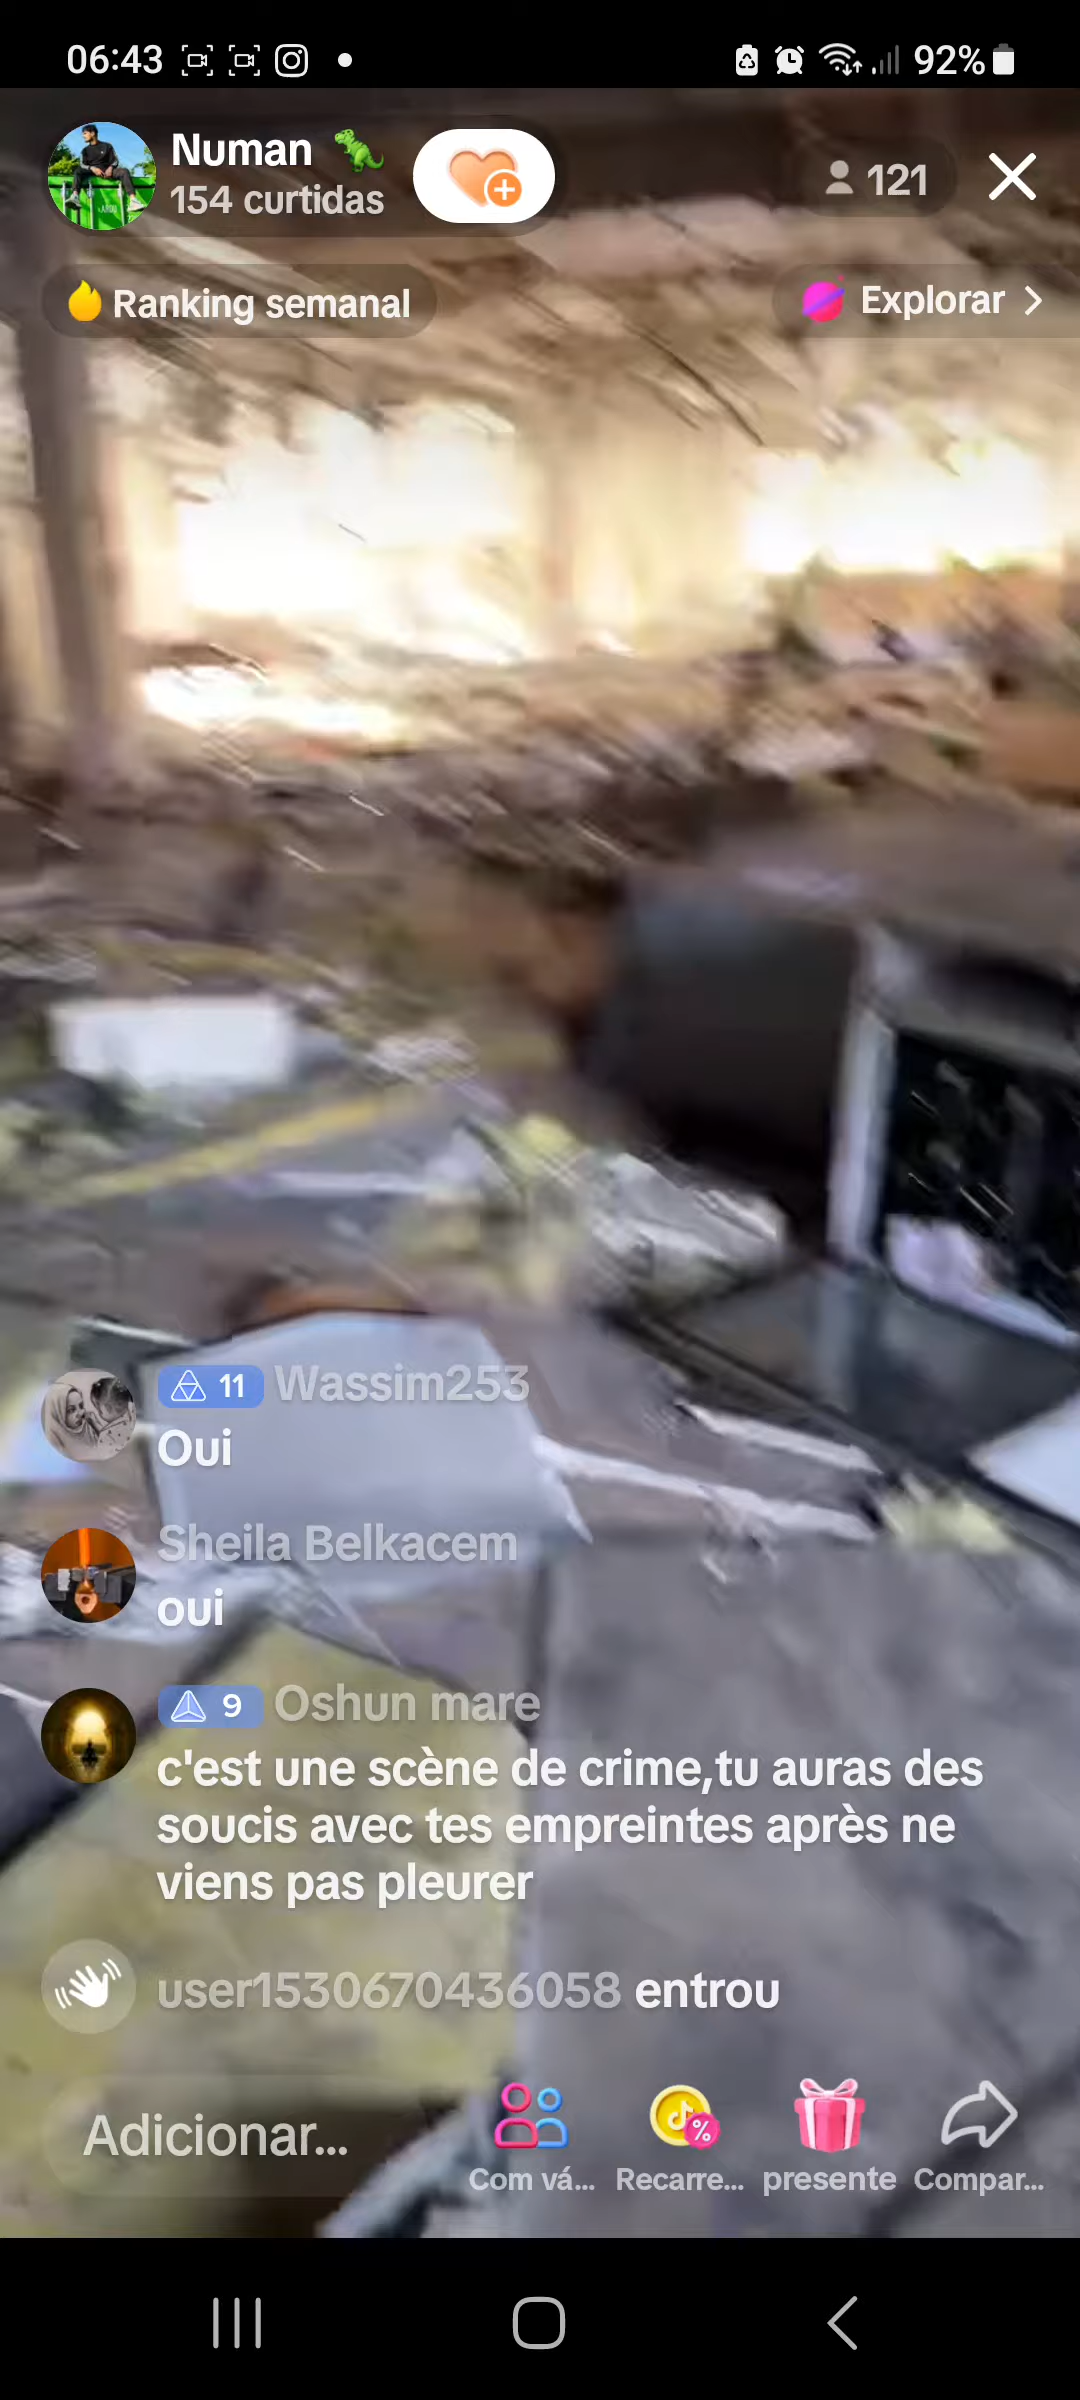 06:43
92%
Numan
154 curtidas
121
Ranking semanal
Explorar
11 Wassim253
Oui
Sheila Belkacem
oui
9 Oshun mare
c'est une scène de crime,tu auras des
soucis avec tes empreintes après ne
viens pas pleurer
user1530670436058 entrou
Adicionar...
Com vá...
Recarre...
presente
Compar...